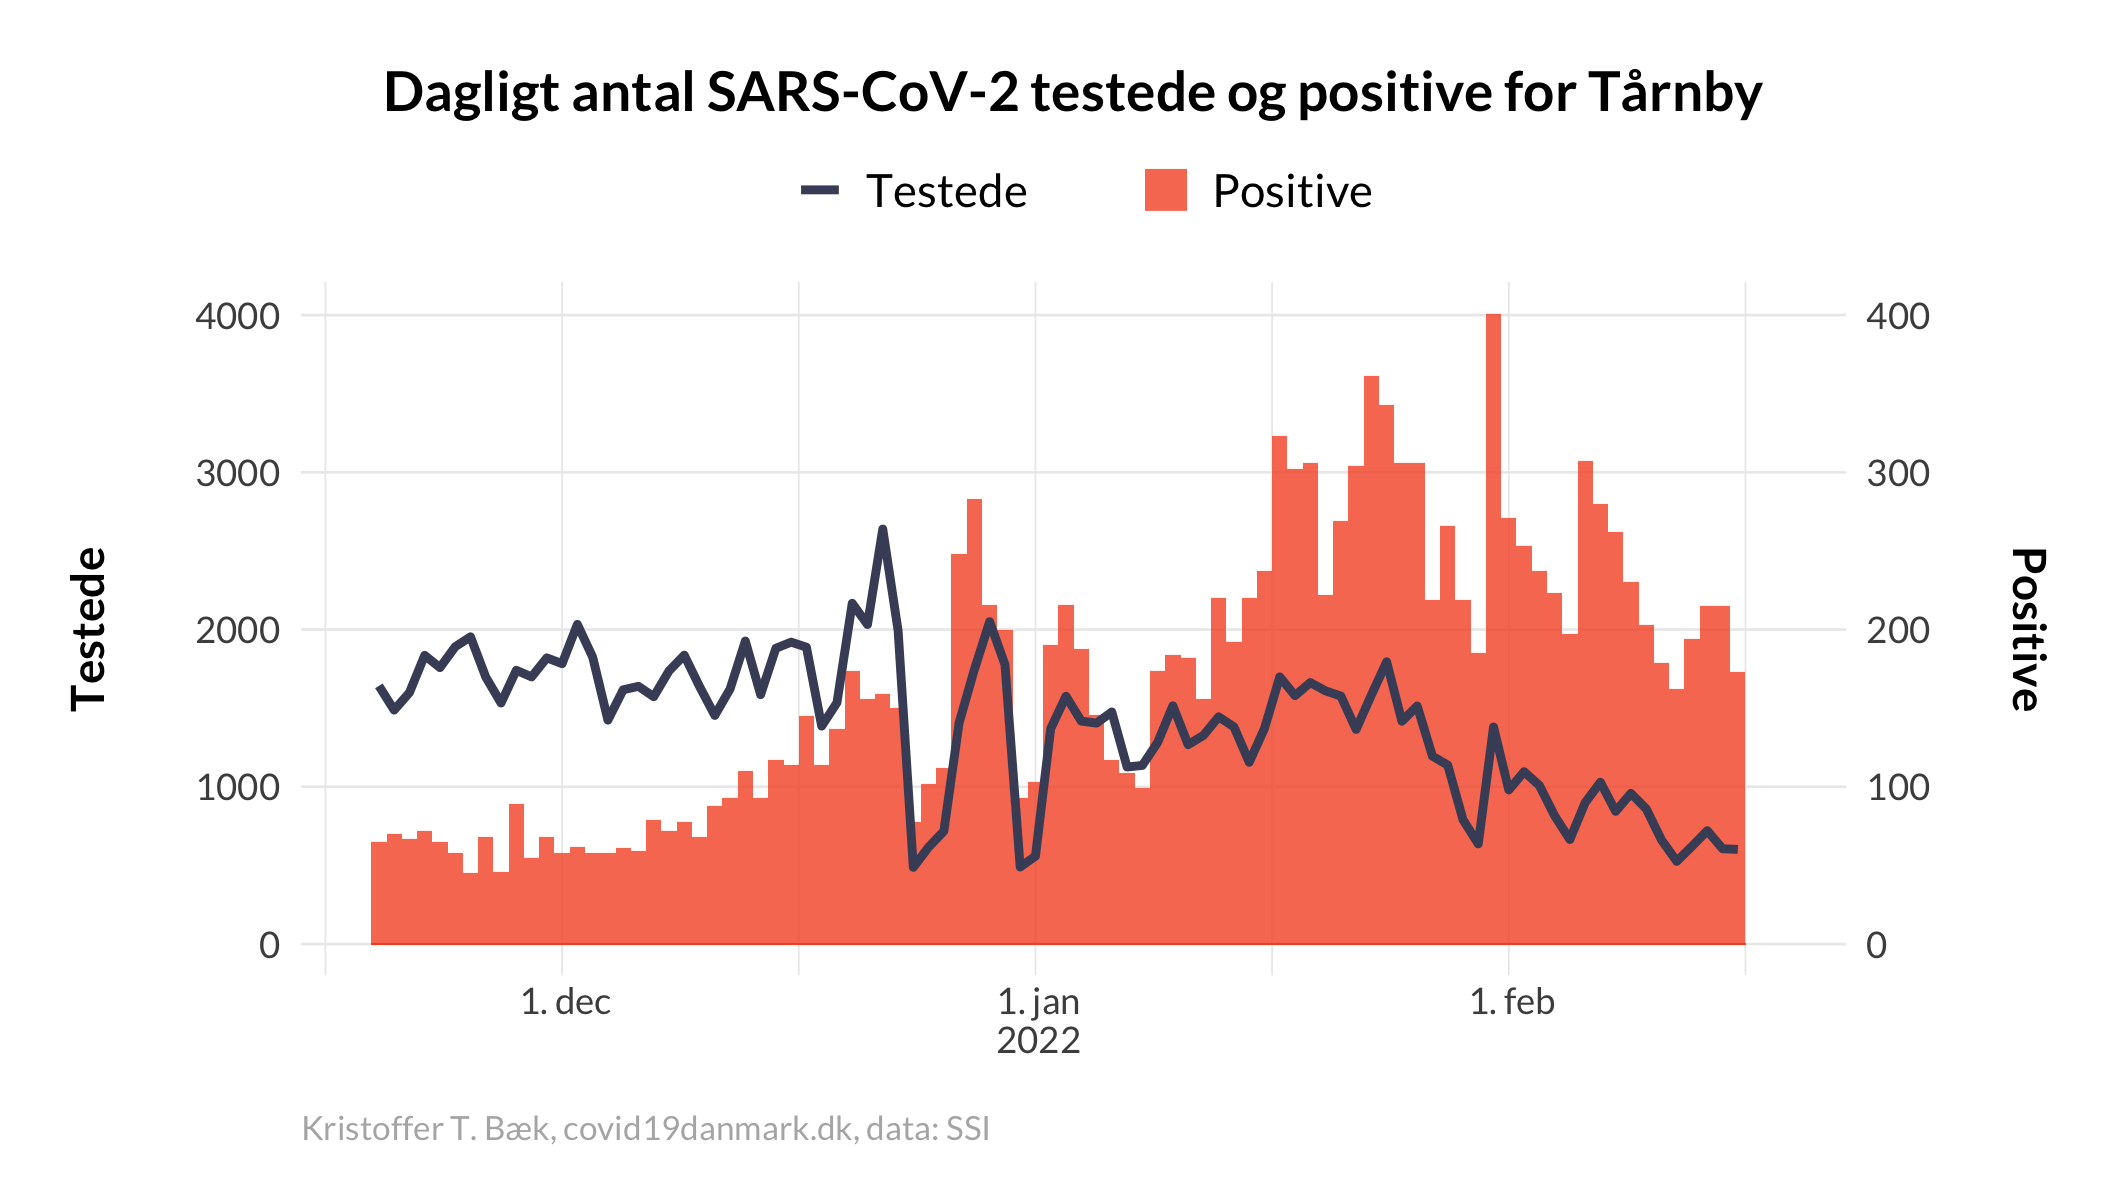 Dagligt antal SARS-CoV-2 testede og positive for Tårnby
Testede Positive
4000 400
3000 300
2000 200
1000 100
0 0
Testede
Positive
1. dec 1. jan 1. feb
2022
Kristoffer T. Bæk, covid19danmark.dk, data: SSI